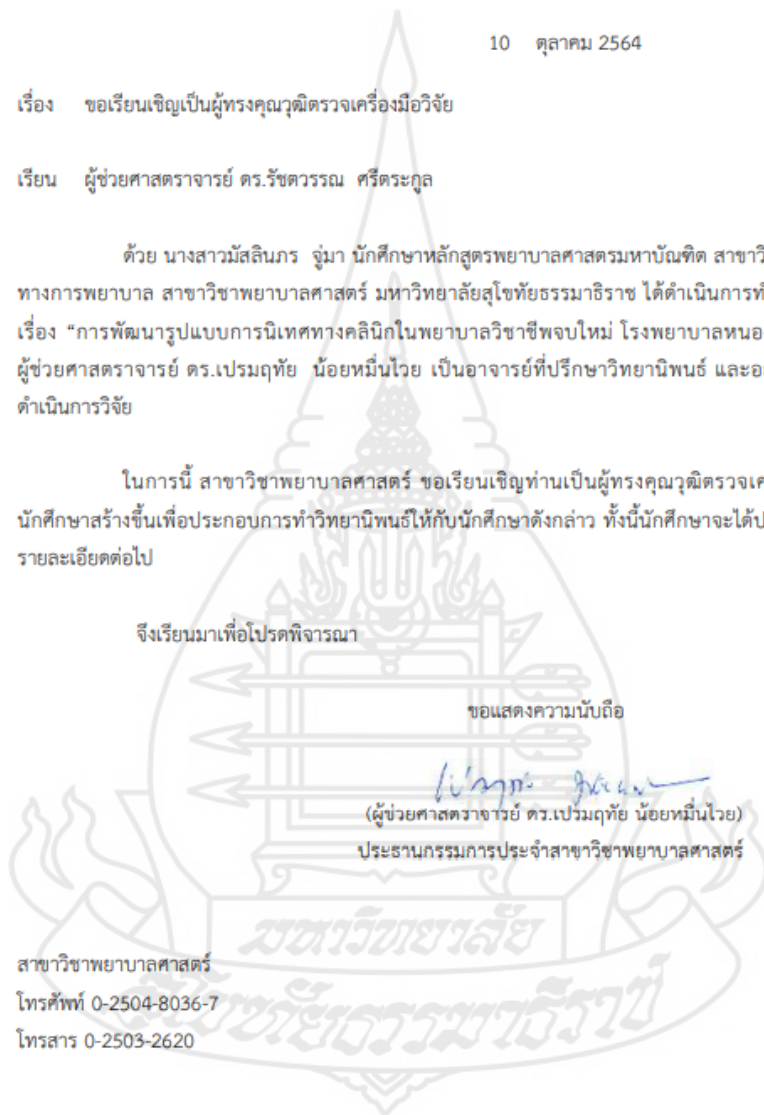 10 ตุลาคม 2564
เรื่อง ขอเรียนเชิญเป็นผู้ทรงคุณวุฒิตรวจเครื่องมือวิจัย
เรียน ผู้ช่วยศาสตราจารย์ ดร.รัชตวรรณ ศรีตระกูล
ด้วย นางสาวมัสลินภร จู่มา นักศึกษาหลักสูตรพยาบาลศาสตรมหาบัณฑิต สาขาวิ
ทางการพยาบาล สาขาวิชาพยาบาลศาสตร์ มหาวิทยาลัยสุโขทัยธรรมาธิราช ได้ดำเนินการทำ
เรื่อง “การพัฒนารูปแบบการนิเทศทางคลินิกในพยาบาลวิชาชีพจบใหม่ โรงพยาบาลหนอ
ผู้ช่วยศาสตราจารย์ ดร.เปรมฤทัย น้อยหมื่นไวย เป็นอาจารย์ที่ปรึกษาวิทยานิพนธ์ และอ
ดำเนินการวิจัย
ในการนี้ สาขาวิชาพยาบาลศาสตร์ ขอเรียนเชิญท่านเป็นผู้ทรงคุณวุฒิตรวจเค
นักศึกษาสร้างขึ้นเพื่อประกอบการทำวิทยานิพนธ์ให้กับนักศึกษาดังกล่าว ทั้งนี้นักศึกษาจะได้ป
รายละเอียดต่อไป
จึงเรียนมาเพื่อโปรดพิจารณา
ขอแสดงความนับถือ
(ผู้ช่วยศาสตราจารย์ ดร.เปรมฤทัย น้อยหมื่นไวย)
ประธานกรรมการประจำสาขาวิชาพยาบาลศาสตร์
มหาวิทยาลัย
สุโขทัยธรรมาธิราช
สาขาวิชาพยาบาลศาสตร์
โทรศัพท์ 0-2504-8036-7
โทรสาร 0-2503-2620